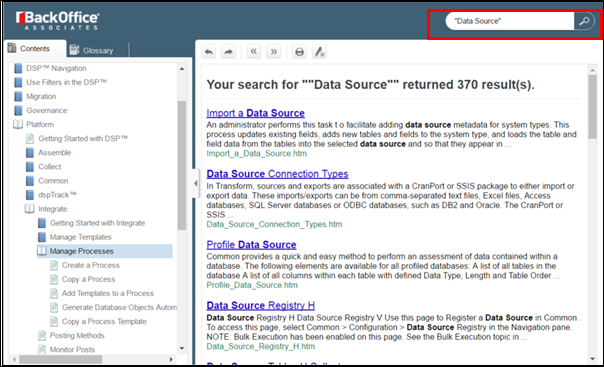 BackOffice
ASSOCIATES
"Data Source"
Contents
Glossary
DSP™ Navigation
Use Filters in the DSP™
Migration
Governance
Platform
Getting Started with DSP™
Assemble
Collect
Common
dspTrack™
Integrate
Getting Started with Integrate
Manage Templates
Manage Processes
Create a Process
Copy a Process
Add Templates to a Process
Generate Database Objects Autom
Copy a Process Template
Posting Methods
Monitor Posts
Your search for ""Data Source"" returned 370 result(s).
Import a Data Source
An administrator performs this task t o facilitate adding data source metadata for system types. This
process updates existing fields, adds new tables and fields to the system type, and loads the table and
field data from the tables into the selected data source and so that they appear in ...
Import_a_Data_Source.htm
Data Source Connection Types
In Transform, sources and exports are associated with a CranPort or SSIS package to either import or
export data. These imports/exports can be from comma-separated text files, Excel files, Access
databases, SQL Server databases or ODBC databases, such as DB2 and Oracle. The CranPort or
SSIS ...
Data_Source_Connection_Types.htm
Profile Data Source
Common provides a quick and easy method to perform an assessment of data contained within a
database. The following elements are available for all profiled databases: A list of all tables in the
database A list of all columns within each table with defined Data Type, Length and Table Order ...
Profile_Data_Source.htm
Data Source Registry H
Data Source Registry H Data Source Registry V Use this page to Register a Data Source in Common .
To access this page, select Common > Configuration > Data Source Registry in the Navigation pane.
NOTE: Bulk Execution has been enabled on this page. See the Bulk Execution topic in ...
Data_Source_Registry_H.htm